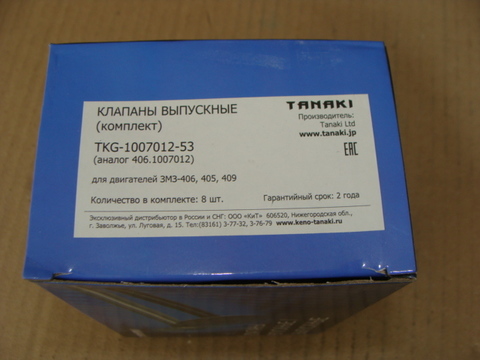 КЛАПАНЫ ВЫПУСКНЫЕ
(комплект)
TANAKI
Производитель:
Tanaki Ltd
www.tanaki.jp
TKG-1007012-53
(аналог 406.1007012)
EAC
для двигателей ЗМЗ-406, 405, 409
Количество в комплекте: 8 шт.
Гарантийный срок: 2 года
Эксклюзивный дистрибьютор в России и СНГ: ООО «КиТ» 606520, Нижегородская обл.,
г. Заволжье, ул. Луговая, д. 15. Тел:(83161) 3-77-32, 3-76-79 www.keno-tanaki.ru